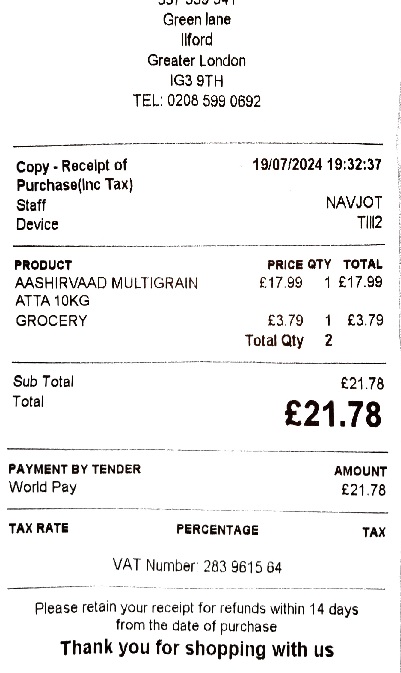 Green lane
Ilford
Greater London
IG3 9TH
TEL: 0208 599 0692
Copy - Receipt of 19/07/2024 19:32:37
Purchase(Inc Tax)
Staff NAVJOT
Device Till2
PRODUCT PRICE QTY TOTAL
AASHIRVAAD MULTIGRAIN £17.99 1 £17.99
ATTA 10KG
GROCERY £3.79 1 £3.79
Total Qty 2
Sub Total £21.78
Total £21.78
PAYMENT BY TENDER AMOUNT
World Pay £21.78
TAX RATE PERCENTAGE TAX
VAT Number: 283 9615 64
Please retain your receipt for refunds within 14 days
from the date of purchase
Thank you for shopping with us